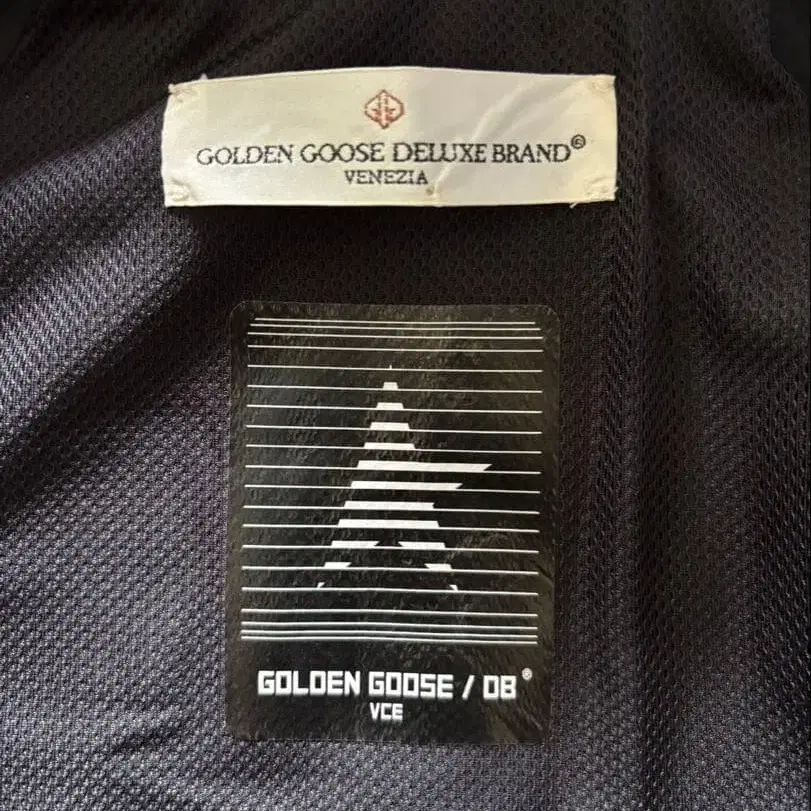 GOLDEN GOOSE DELUXE BRAND®
VENEZIA
GOLDEN GOOSE / DB®
VCE